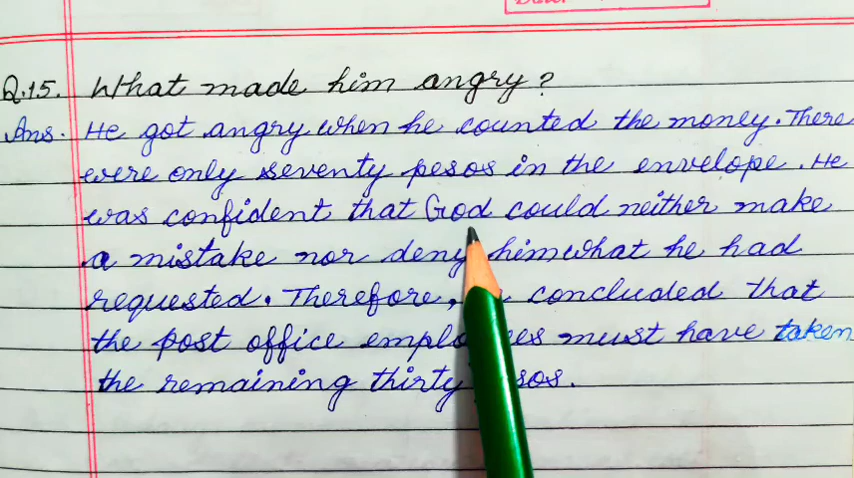 Q.15. What made him angry?
Ans. He got angry when he counted the money. There
were only seventy pesos in the envelope. He
was confident that God could neither make
a mistake nor deny him what he had
requested. Therefore, concluded that
the post office must have taken
the remaining thirty